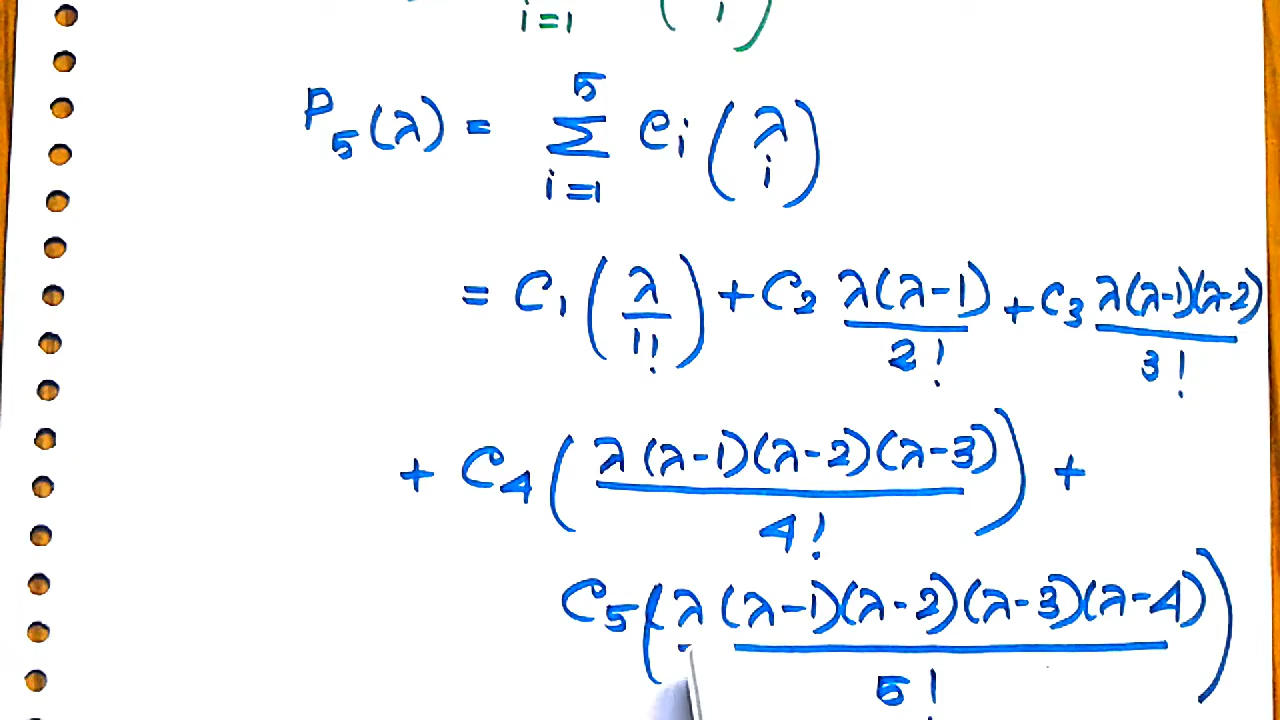 i=1 ( i )
P₅(λ) = ∑_{i=1}^{5} Cᵢ (λ i)
= C₁ (λ/1!) + C₂ λ(λ-1)/2! + C₃ λ(λ-1)(λ-2)/3!
+ C₄ (λ(λ-1)(λ-2)(λ-3)/4!) +
C₅ (λ(λ-1)(λ-2)(λ-3)(λ-4)/5!)